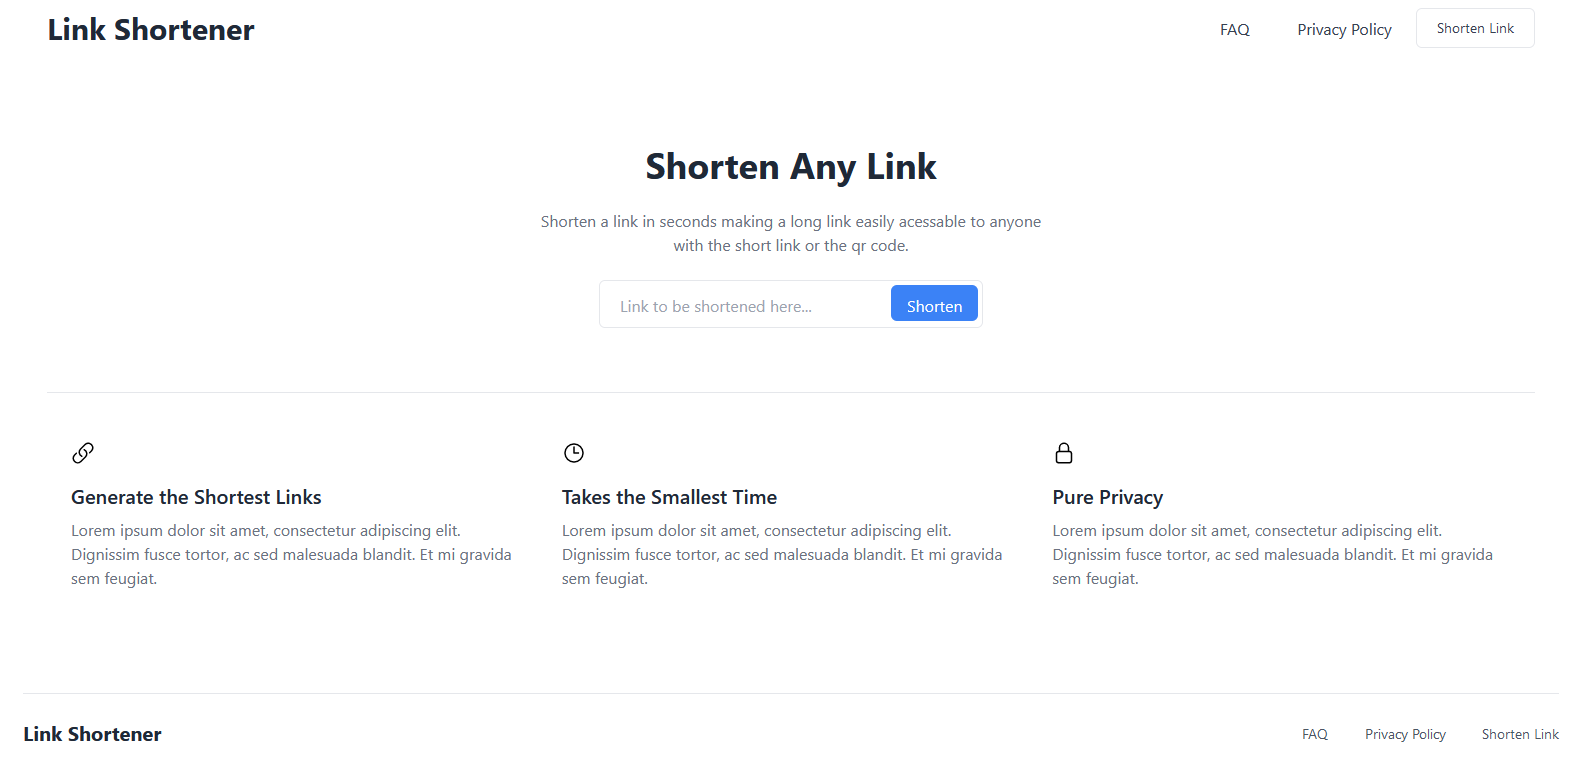 Link Shortener
FAQ
Privacy Policy
Shorten Link
Shorten Any Link
Shorten a link in seconds making a long link easily acessable to anyone
with the short link or the qr code.
Link to be shortened here...
Shorten
Generate the Shortest Links
Lorem ipsum dolor sit amet, consectetur adipiscing elit.
Dignissim fusce tortor, ac sed malesuada blandit. Et mi gravida
sem feugiat.
Takes the Smallest Time
Lorem ipsum dolor sit amet, consectetur adipiscing elit.
Dignissim fusce tortor, ac sed malesuada blandit. Et mi gravida
sem feugiat.
Pure Privacy
Lorem ipsum dolor sit amet, consectetur adipiscing elit.
Dignissim fusce tortor, ac sed malesuada blandit. Et mi gravida
sem feugiat.
Link Shortener
FAQ
Privacy Policy
Shorten Link